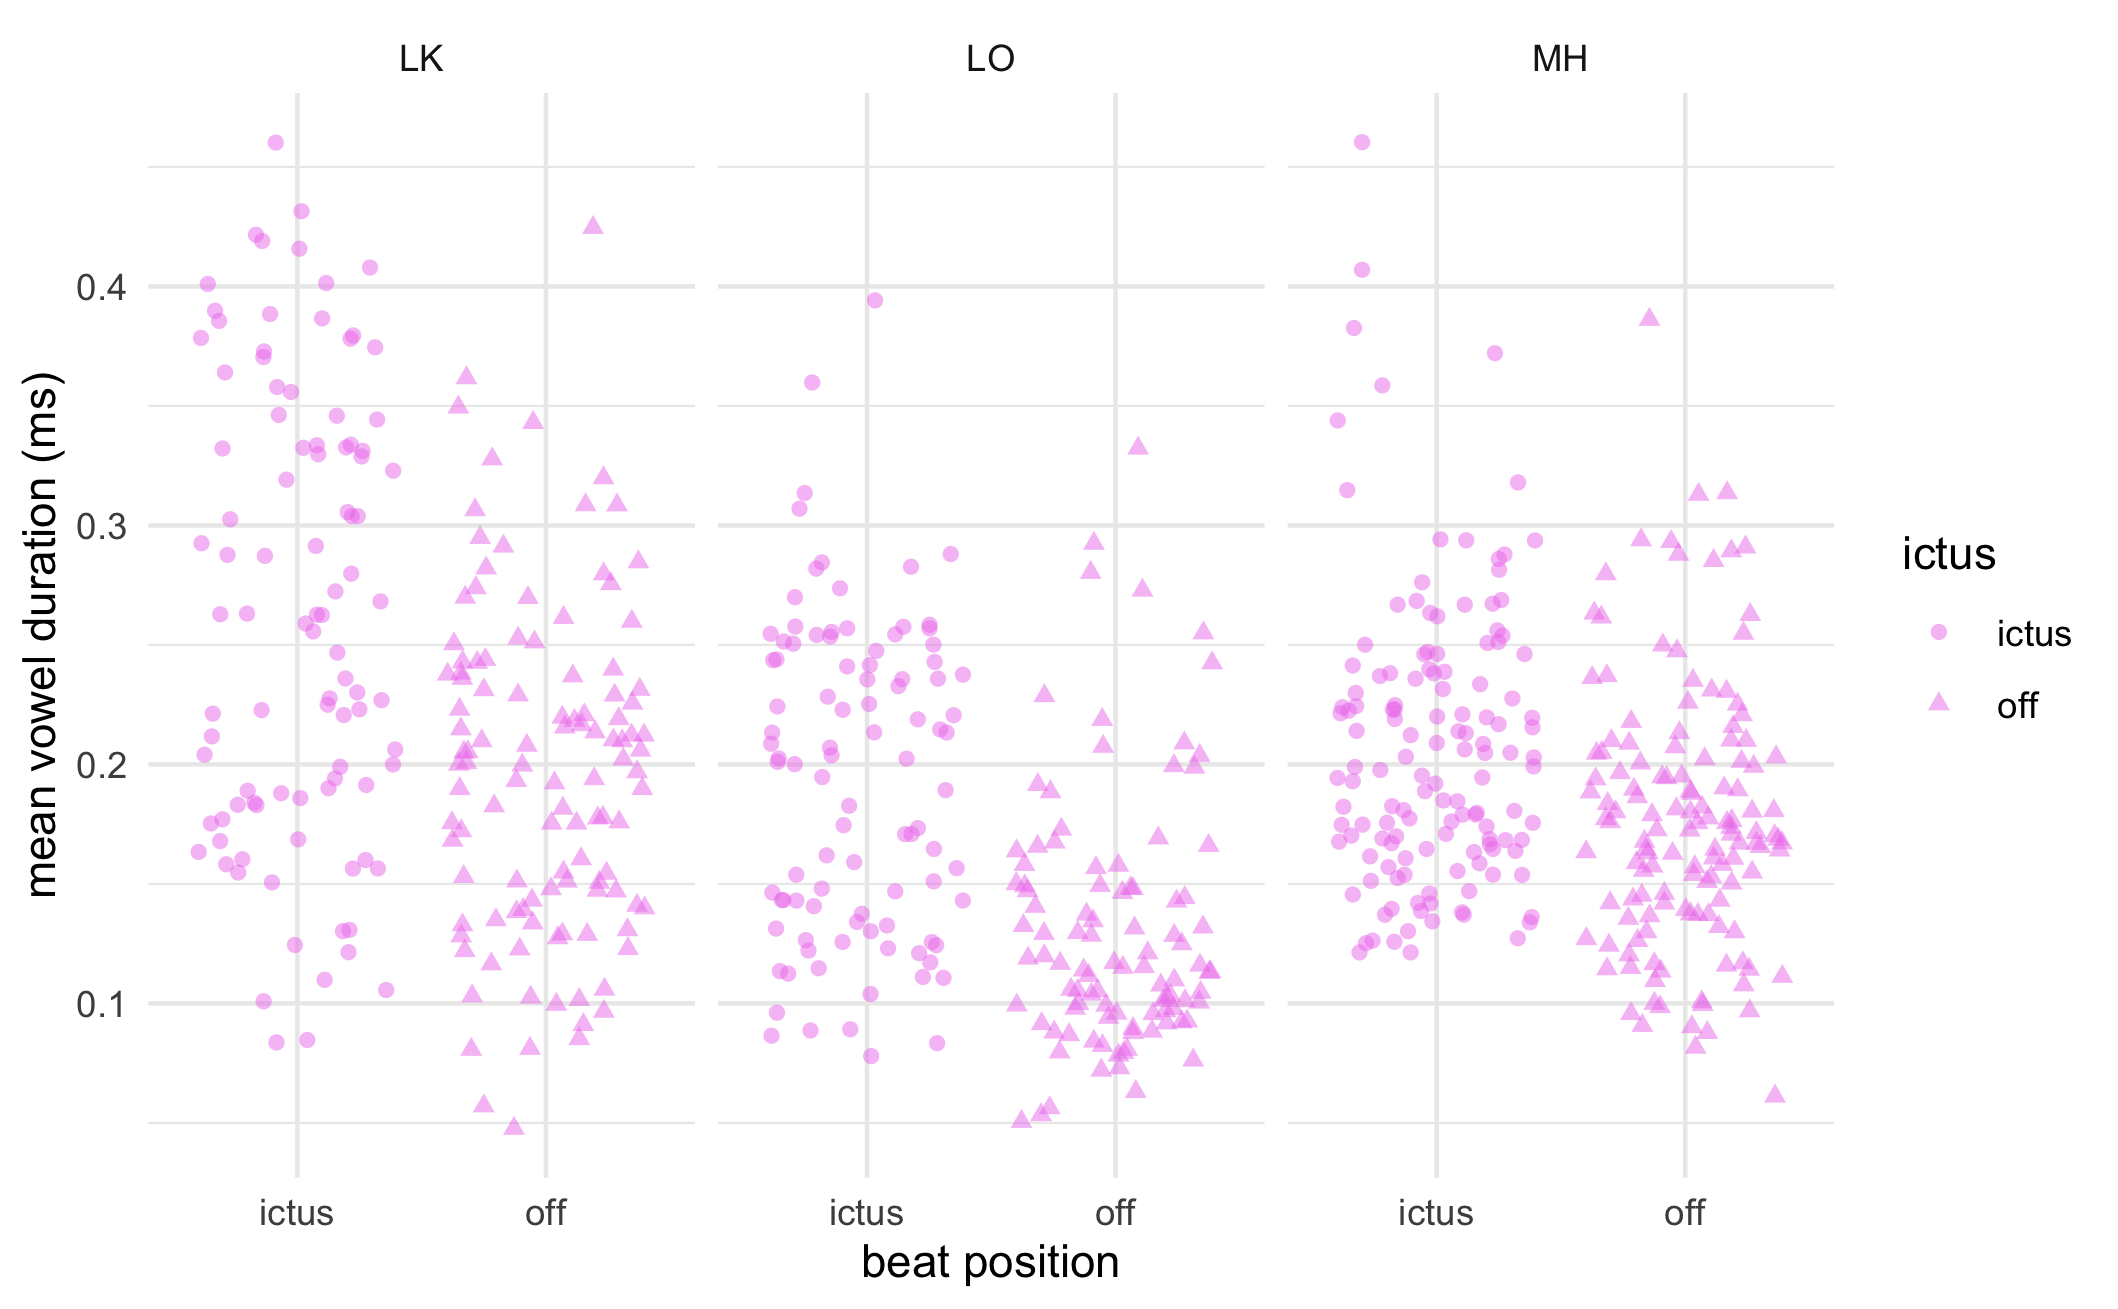 LK LO MH
mean vowel duration (ms)
0.4
0.3
0.2
0.1
ictus off ictus off ictus off
beat position
ictus
ictus
off